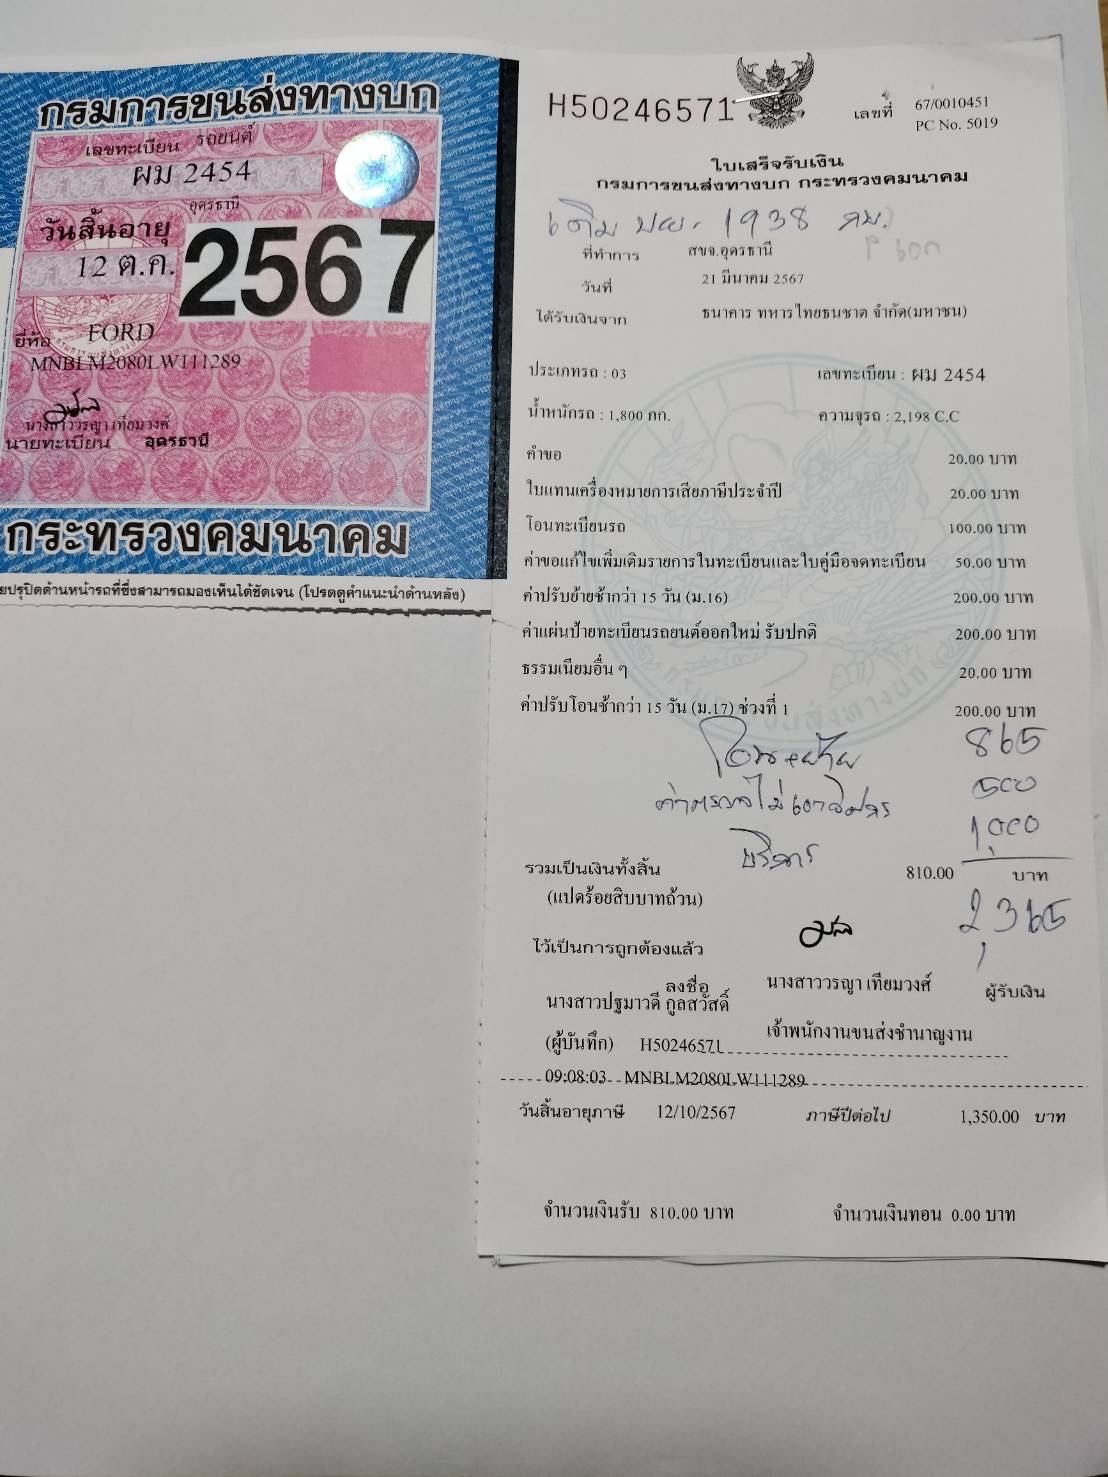 กรมการขนส่งทางบก
เลขทะเบียน รถยนต์
ผม 2454
อุดรธานี
วันสิ้นอายุ
12 ต.ค.
2567
ยี่ห้อ FORD
MNBLM2080LW111289
นางสาววรญา เทียมวงศ์
นายทะเบียน อุดรธานี
กระทรวงคมนาคม
ปรุปิดด้านหน้ารถที่ซึ่งสามารถมองเห็นได้ชัดเจน (โปรดดูคำแนะนำด้านหลัง)
H50246571
เลขที่ 67/0010451
PC No. 5019
ใบเสร็จรับเงิน
กรมการขนส่งทางบก กระทรวงคมนาคม
เดิม 1938
ที่ทำการ สขจ.อุดรธานี
วันที่ 21 มีนาคม 2567
ได้รับเงินจาก ธนาคาร ทหารไทยธนชาต จำกัด(มหาชน)
ประเภทรถ : 03 เลขทะเบียน : ผม 2454
น้ำหนักรถ : 1,800 กก. ความจุรถ : 2,198 C.C
คำขอ 20.00 บาท
ใบแทนเครื่องหมายการเสียภาษีประจำปี 20.00 บาท
โอนทะเบียนรถ 100.00 บาท
ค่าขอแก้ไขเพิ่มเติมรายการในทะเบียนและใบคู่มือจดทะเบียน 50.00 บาท
ค่าปรับย้ายช้ากว่า 15 วัน (ม.16) 200.00 บาท
ค่าแผ่นป้ายทะเบียนรถยนต์ออกใหม่ รับปกติ 200.00 บาท
ธรรมเนียมอื่น ๆ 20.00 บาท
ค่าปรับโอนช้ากว่า 15 วัน (ม.17) ช่วงที่ 1 200.00 บาท
โอน+ย้าย 865
ค่าตรวจไม่เอา 500
บริการ 1,000
รวมเป็นเงินทั้งสิ้น 810.00 บาท
(แปดร้อยสิบบาทถ้วน) 2,365
ไว้เป็นการถูกต้องแล้ว
ลงชื่อ นางสาววรญา เทียมวงศ์ ผู้รับเงิน
นางสาวปฐมาวดี กูลสวัสดิ์
เจ้าพนักงานขนส่งชำนาญงาน
(ผู้บันทึก) H50246571
09:08:03 MNBLM2080LW111289
วันสิ้นอายุภาษี 12/10/2567 ภาษีปีต่อไป 1,350.00 บาท
จำนวนเงินรับ 810.00 บาท จำนวนเงินทอน 0.00 บาท